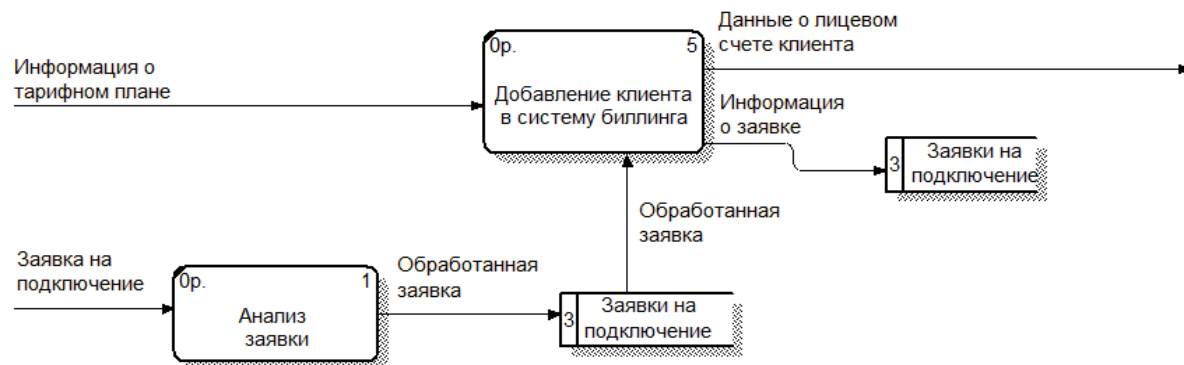 Данные о лицевом
счете клиента
0р. 5
Информация о
тарифном плане
Добавление клиента
в систему биллинга
Информация
о заявке
3 Заявки на
подключение
Обработанная
заявка
Заявка на
подключение
0р. 1
Анализ
заявки
Обработанная
заявка
3 Заявки на
подключение